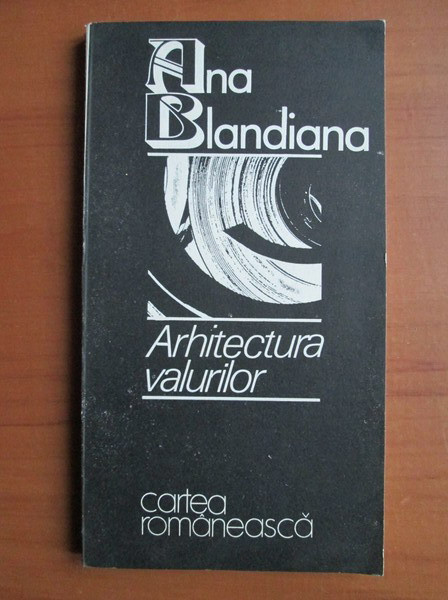 Ana
Blandiana
Arhitectura
valurilor
cartea
românească